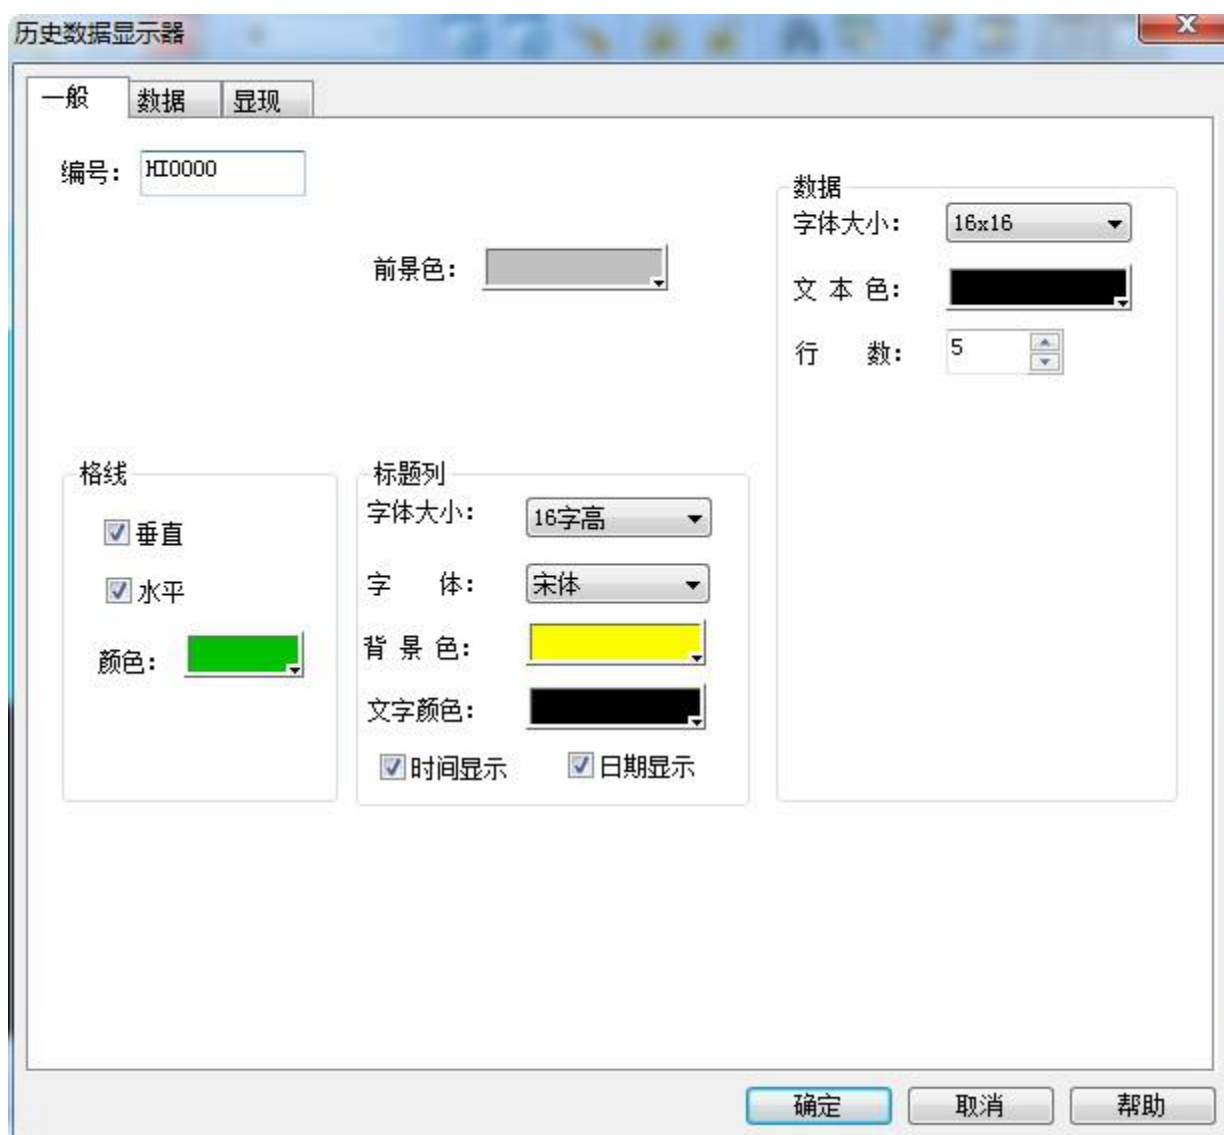 历史数据显示器
X
一般 数据 显现
编号： HI0000
前景色：
数据
字体大小： 16x16
文本色：
行 数： 5
格线
垂直
水平
颜色：
标题列
字体大小： 16字高
字 体： 宋体
背景色：
文字颜色：
时间显示 日期显示
确定 取消 帮助